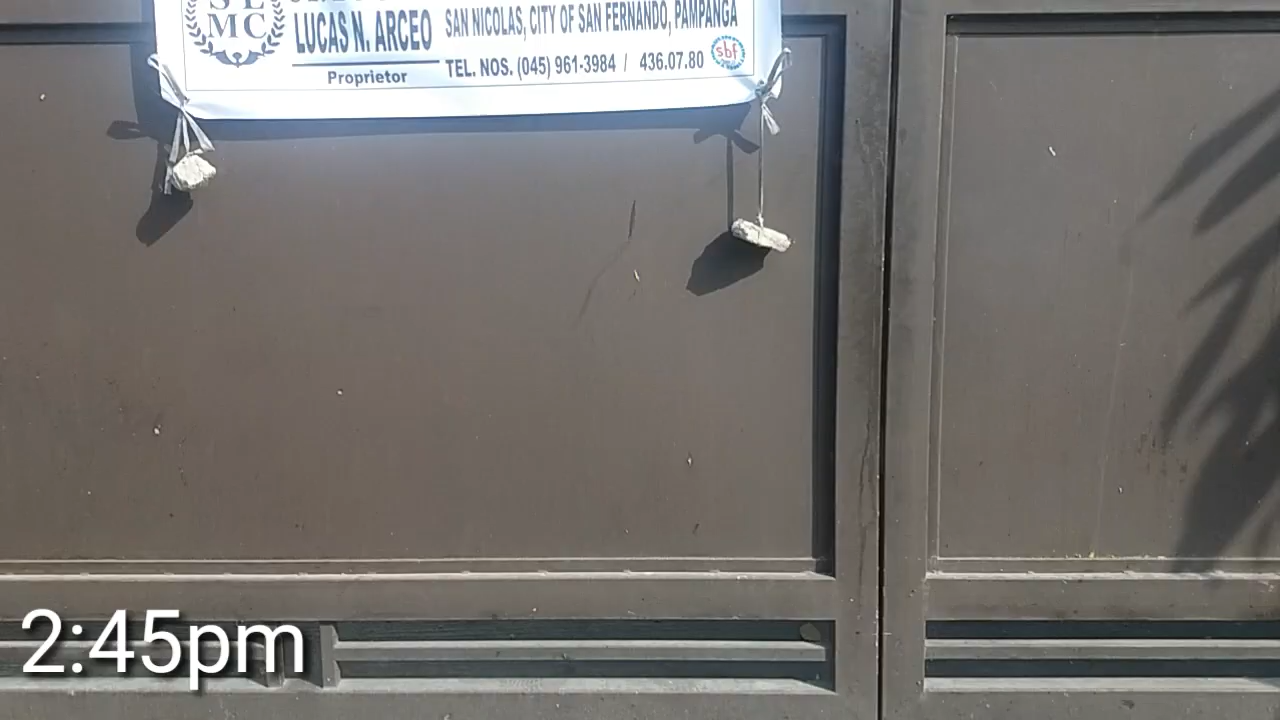 S L
MC
LUCAS N. ARCEO
Proprietor
SAN NICOLAS, CITY OF SAN FERNANDO, PAMPANGA
TEL. NOS. (045) 961-3984 / 436.07.80
sbf
2:45pm